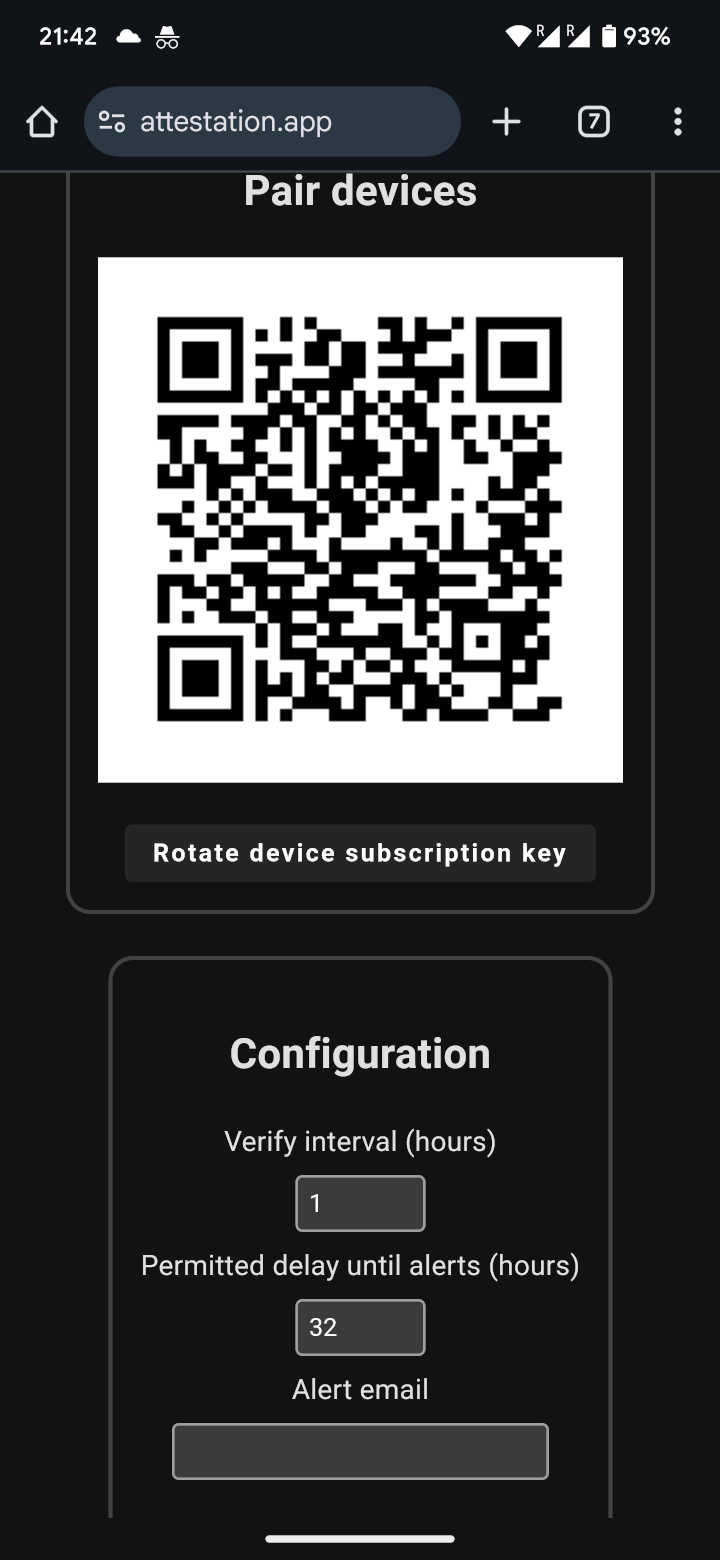 21:42
R R 93%
attestation.app
7
Pair devices
Rotate device subscription key
Configuration
Verify interval (hours)
1
Permitted delay until alerts (hours)
32
Alert email